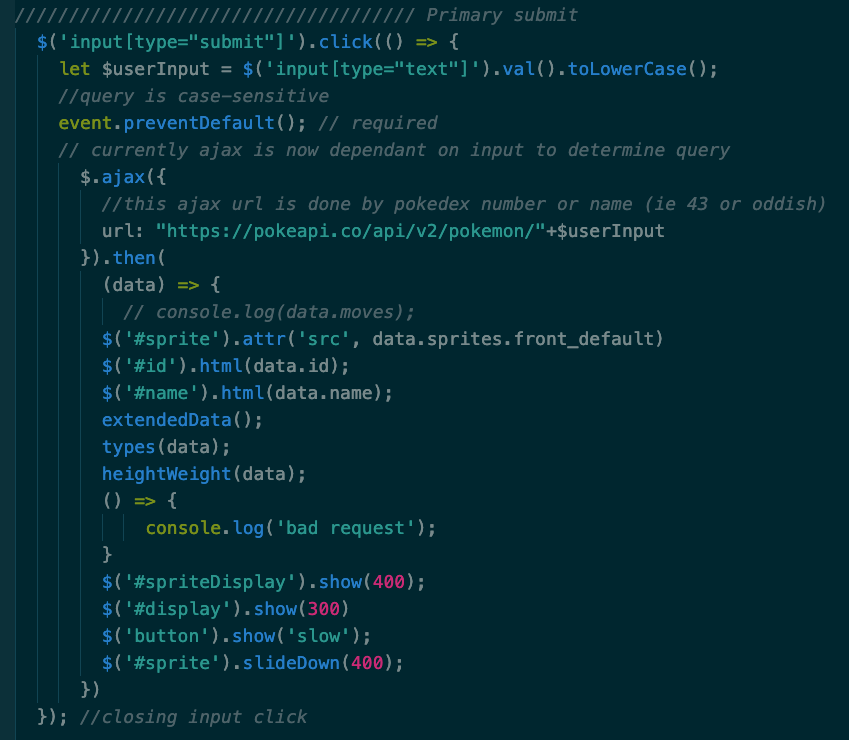 ///////////////////////////////////// Primary submit
$('input[type="submit"]').click(() => {
let $userInput = $('input[type="text"]').val().toLowerCase();
//query is case-sensitive
event.preventDefault(); // required
// currently ajax is now dependant on input to determine query
$.ajax({
//this ajax url is done by pokedex number or name (ie 43 or oddish)
url: "https://pokeapi.co/api/v2/pokemon/"+$userInput
}).then(
(data) => {
// console.log(data.moves);
$('#sprite').attr('src', data.sprites.front_default)
$('#id').html(data.id);
$('#name').html(data.name);
extendedData();
types(data);
heightWeight(data);
() => {
console.log('bad request');
}
$('#spriteDisplay').show(400);
$('#display').show(300)
$('button').show('slow');
$('#sprite').slideDown(400);
})
}); //closing input click